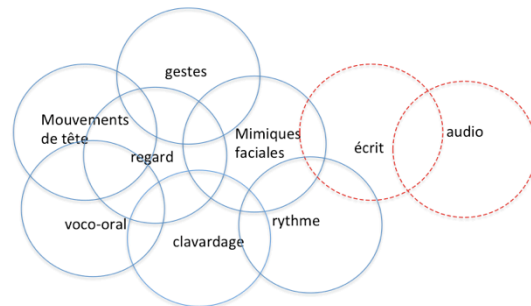 gestes
Mouvements
de tête
regard
Mimiques
faciales
écrit
audio
voco-oral
clavardage
rythme